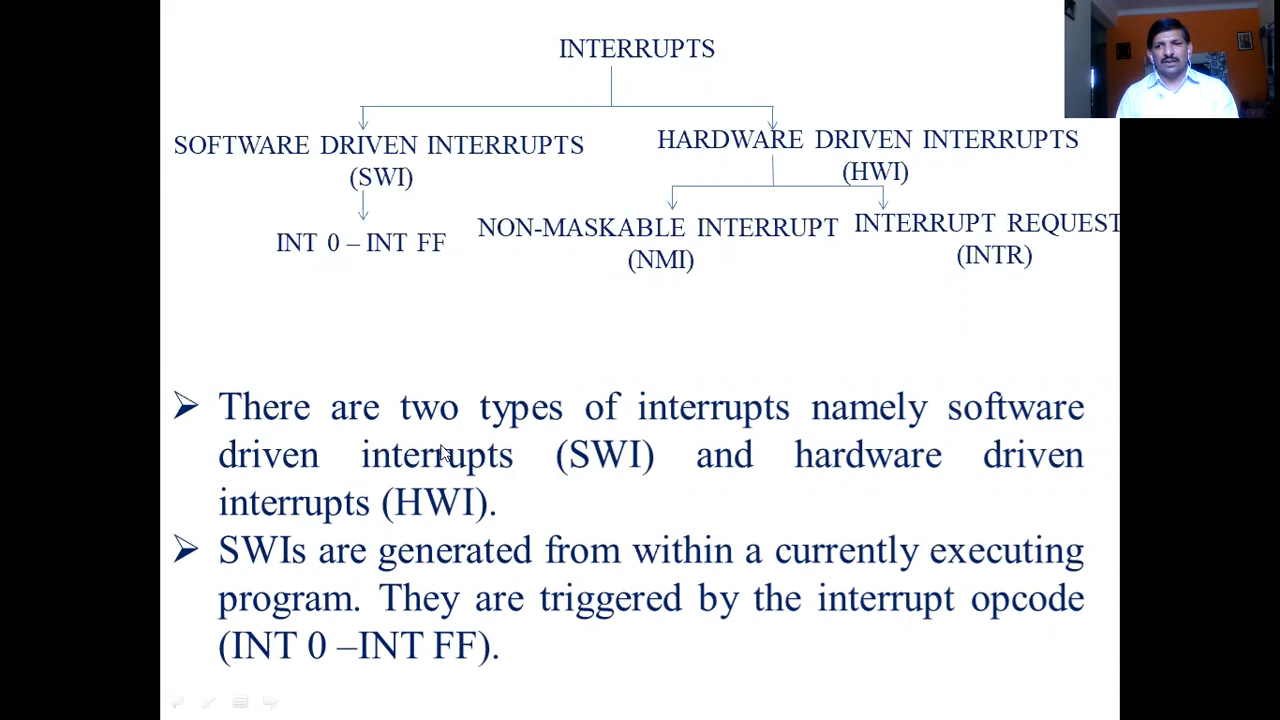 INTERRUPTS
SOFTWARE DRIVEN INTERRUPTS
(SWI)
HARDWARE DRIVEN INTERRUPTS
(HWI)
INT 0 – INT FF
NON-MASKABLE INTERRUPT
(NMI)
INTERRUPT REQUEST
(INTR)
➢ There are two types of interrupts namely software
driven interrupts (SWI) and hardware driven
interrupts (HWI).
➢ SWIs are generated from within a currently executing
program. They are triggered by the interrupt opcode
(INT 0 –INT FF).